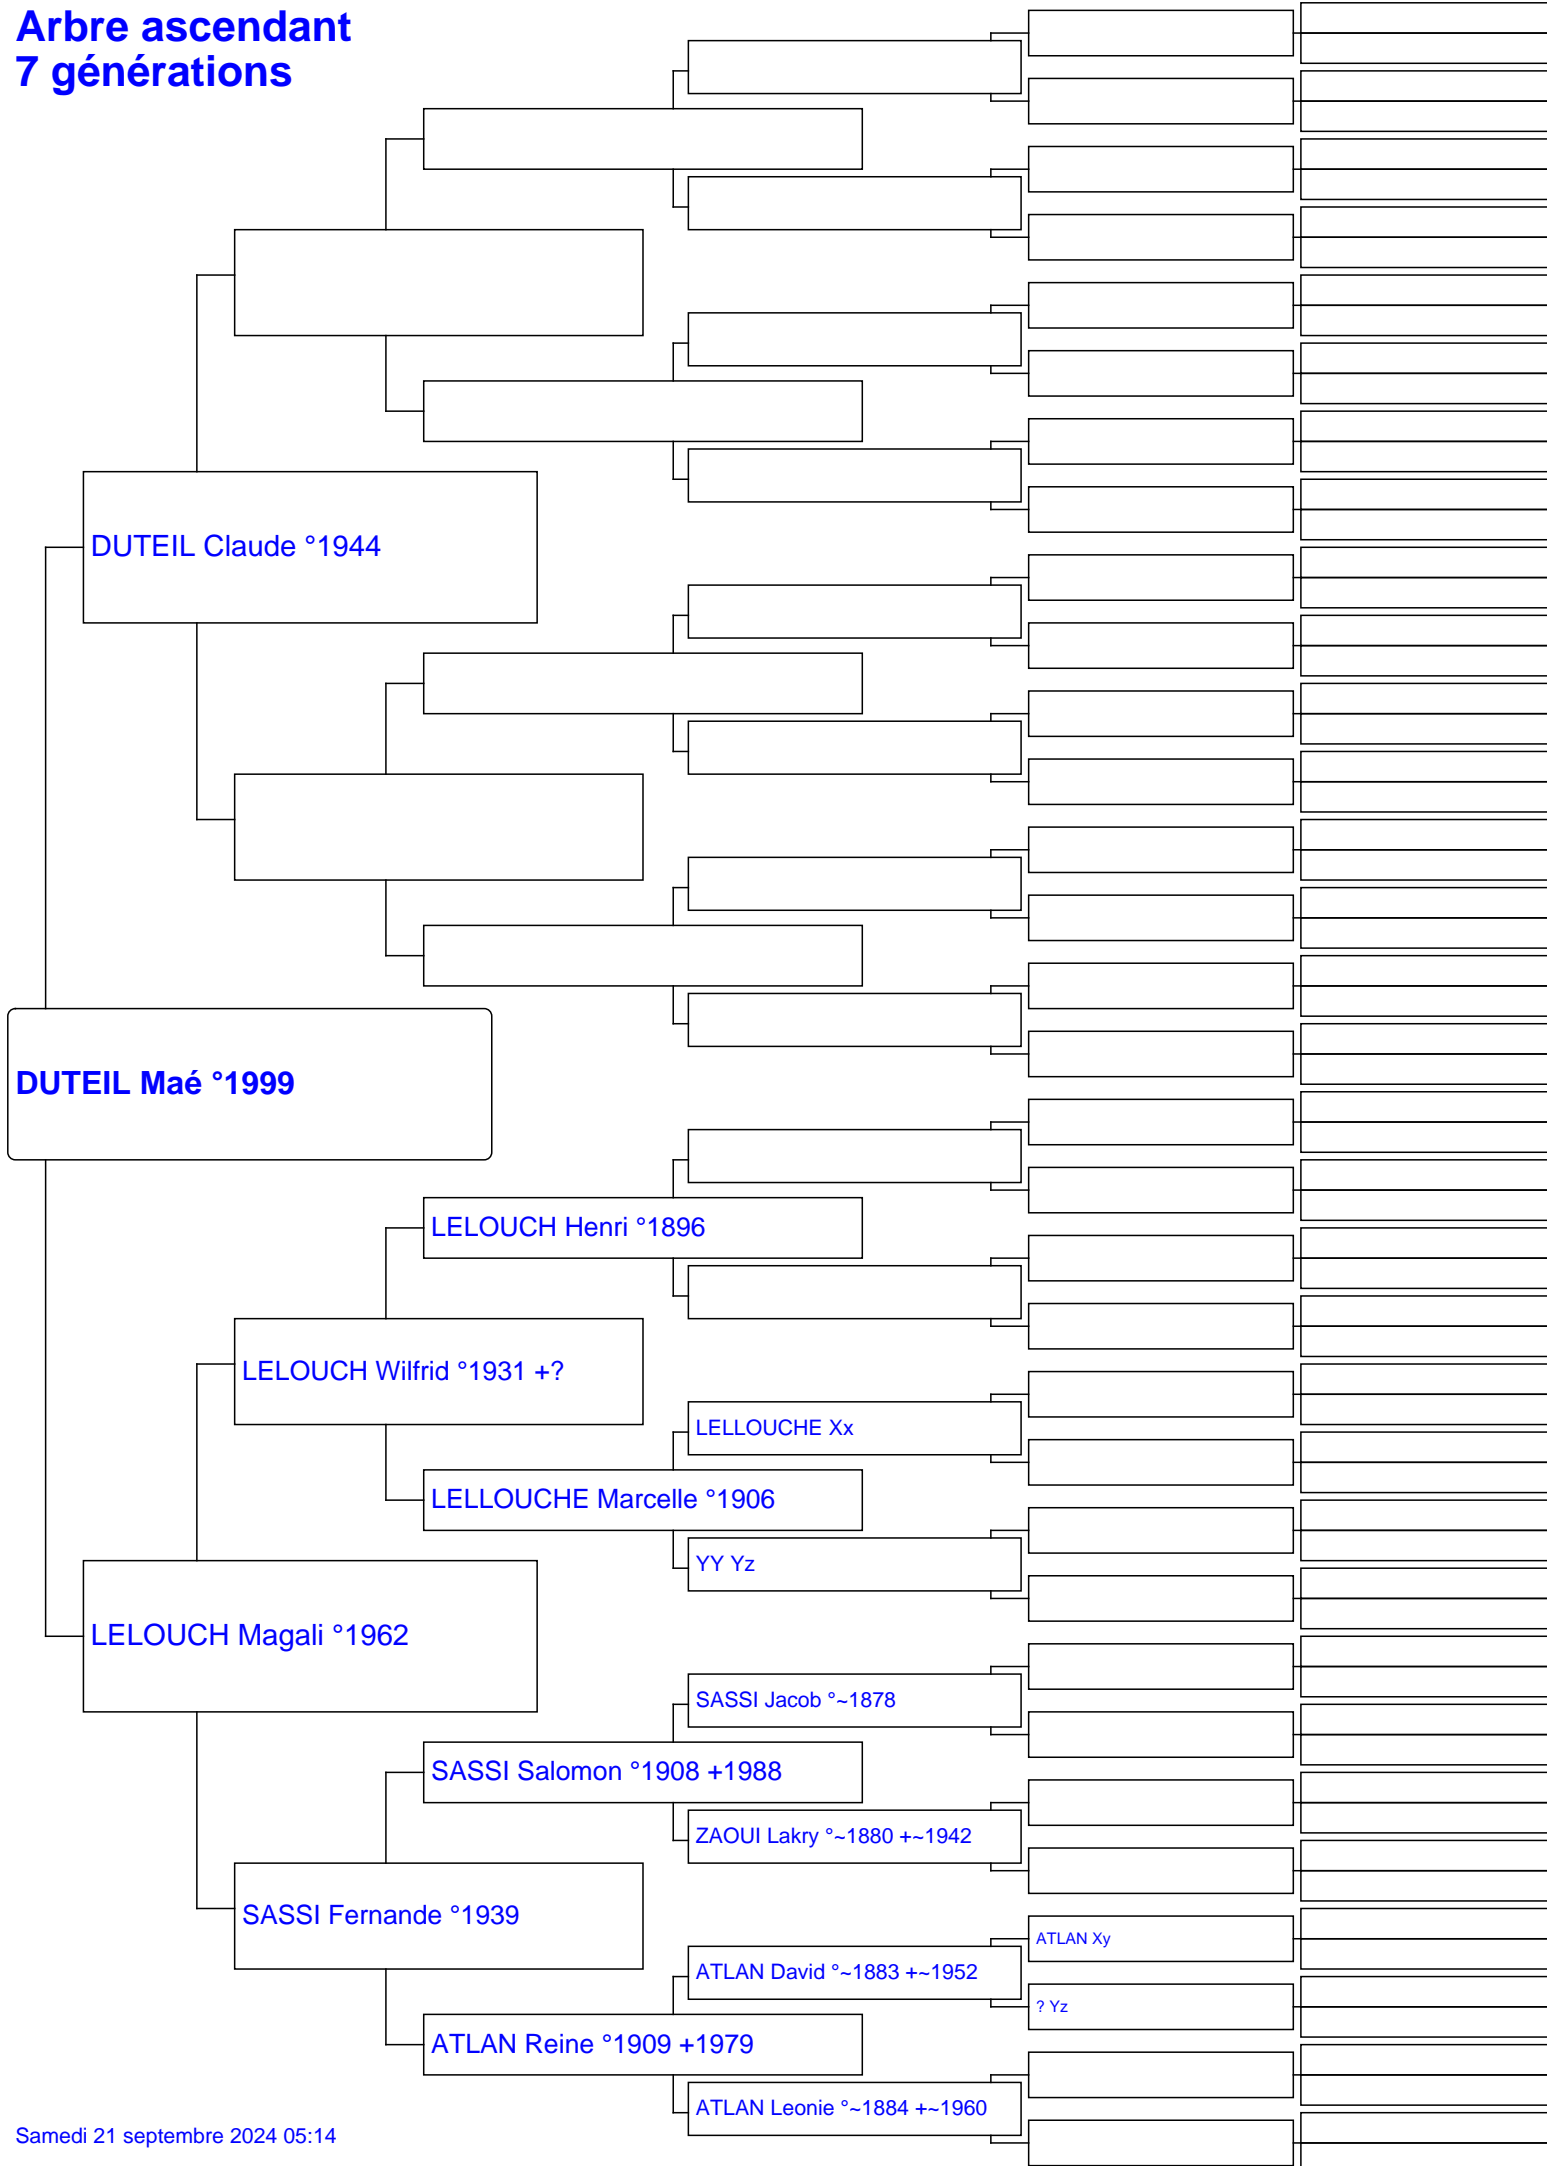 Arbre ascendant
7 générations
DUTEIL Claude °1944
DUTEIL Maé °1999
LELOUCH Henri °1896
LELOUCH Wilfrid °1931 +?
LELLOUCHE Xx
LELLOUCHE Marcelle °1906
YY Yz
LELOUCH Magali °1962
SASSI Jacob °~1878
SASSI Salomon °1908 +1988
ZAOUI Lakry °~1880 +~1942
SASSI Fernande °1939
ATLAN Xy
ATLAN David °~1883 +~1952
? Yz
ATLAN Reine °1909 +1979
ATLAN Leonie °~1884 +~1960
Samedi 21 septembre 2024 05:14